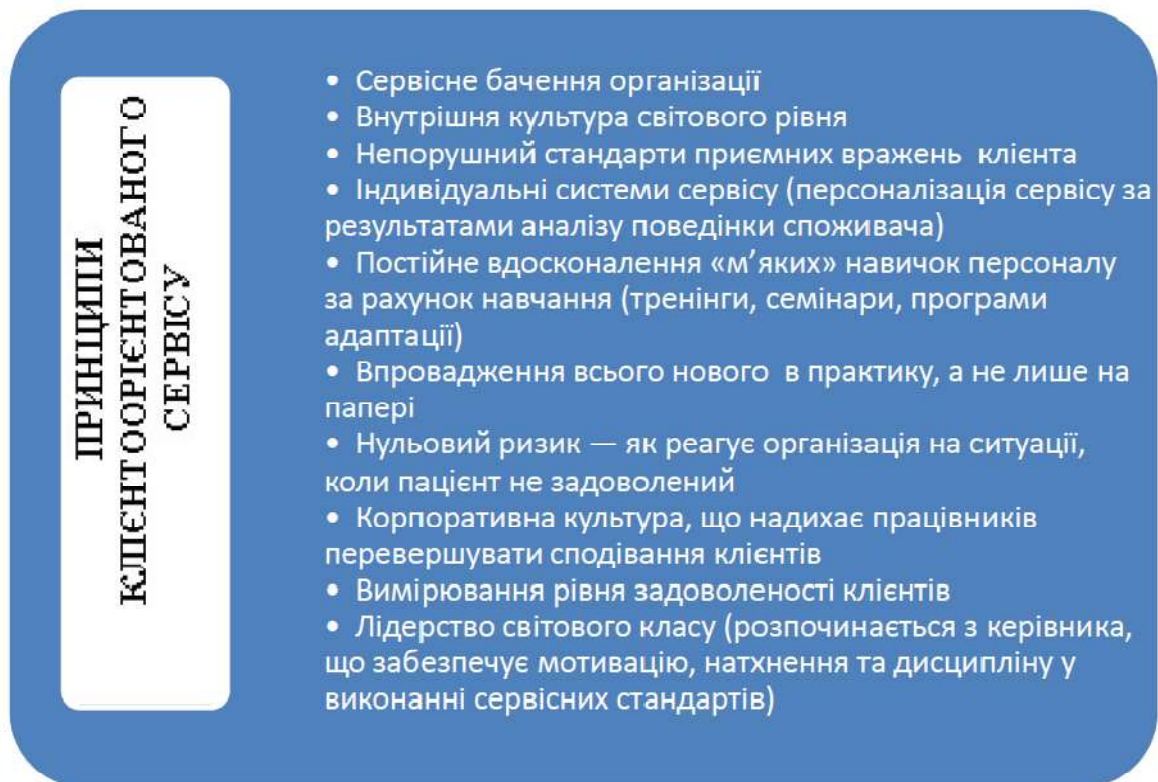 ПРИНЦИПИ
КЛІЄНТООРІЄНТОВАНОГО
СЕРВІСУ
• Сервісне бачення організації
• Внутрішня культура світового рівня
• Непорушний стандарти приємних вражень клієнта
• Індивідуальні системи сервісу (персоналізація сервісу за
результатами аналізу поведінки споживача)
• Постійне вдосконалення «м’яких» навичок персоналу
за рахунок навчання (тренінги, семінари, програми
адаптації)
• Впровадження всього нового в практику, а не лише на
папері
• Нульовий ризик — як реагує організація на ситуації,
коли пацієнт не задоволений
• Корпоративна культура, що надихає працівників
перевершувати сподівання клієнтів
• Вимірювання рівня задоволеності клієнтів
• Лідерство світового класу (розпочинається з керівника,
що забезпечує мотивацію, натхнення та дисципліну у
виконанні сервісних стандартів)